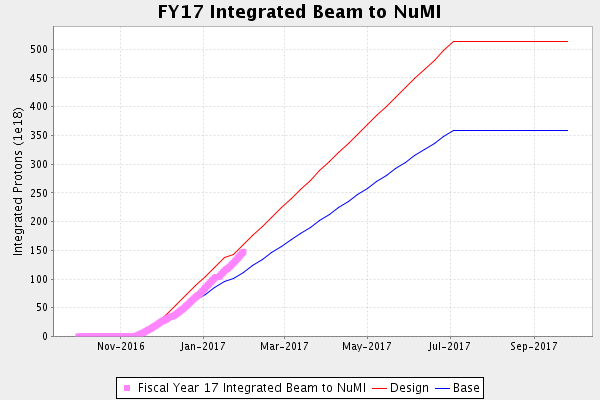 FY17 Integrated Beam to NuMI
Integrated Protons (1e18)
500
450
400
350
300
250
200
150
100
50
0
Nov-2016 Jan-2017 Mar-2017 May-2017 Jul-2017 Sep-2017
Fiscal Year 17 Integrated Beam to NuMI Design Base